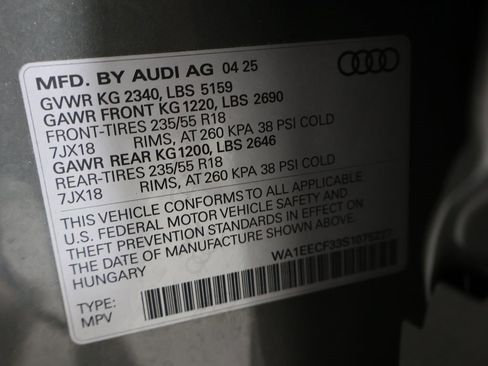 MFD. BY AUDI AG 04 25
GVWR KG 2340, LBS 5159
GAWR FRONT KG 1220, LBS 2690
FRONT-TIRES 235/55 R18
7JX18 RIMS, AT 260 KPA 38 PSI COLD
GAWR REAR KG 1200, LBS 2646
REAR-TIRES 235/55 R18
7JX18 RIMS, AT 260 KPA 38 PSI COLD
THIS VEHICLE CONFORMS TO ALL APPLICABLE
U.S. FEDERAL MOTOR VEHICLE SAFETY AND
THEFT PREVENTION STANDARDS IN EFFECT ON
THE DATE OF MANUFACTURE SHOWN ABOVE.
HUNGARY
TYPE:
MPV